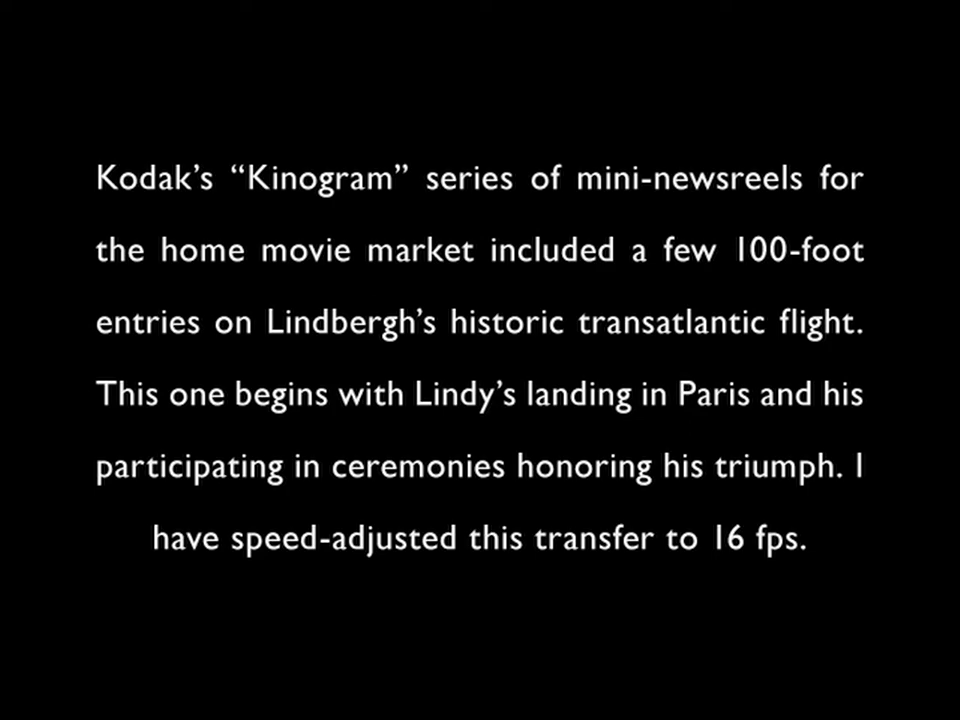 Kodak’s “Kinogram” series of mini-newsreels for
the home movie market included a few 100-foot
entries on Lindbergh’s historic transatlantic flight.
This one begins with Lindy’s landing in Paris and his
participating in ceremonies honoring his triumph. I
have speed-adjusted this transfer to 16 fps.